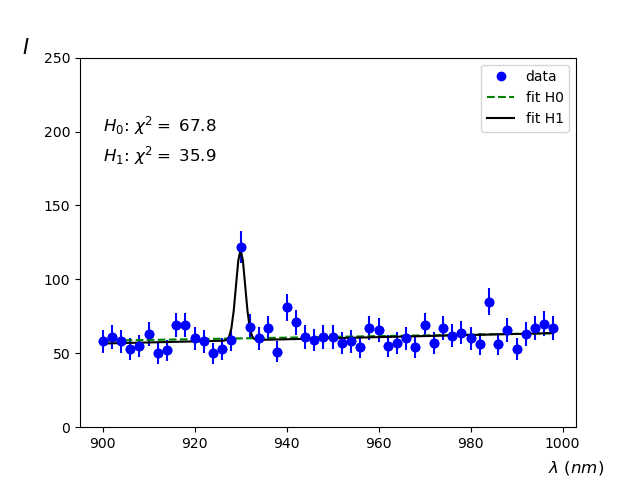 I
250
200
150
100
50
0
H₀: χ² = 67.8
H₁: χ² = 35.9
data
fit H0
fit H1
900 920 940 960 980 1000
λ (nm)